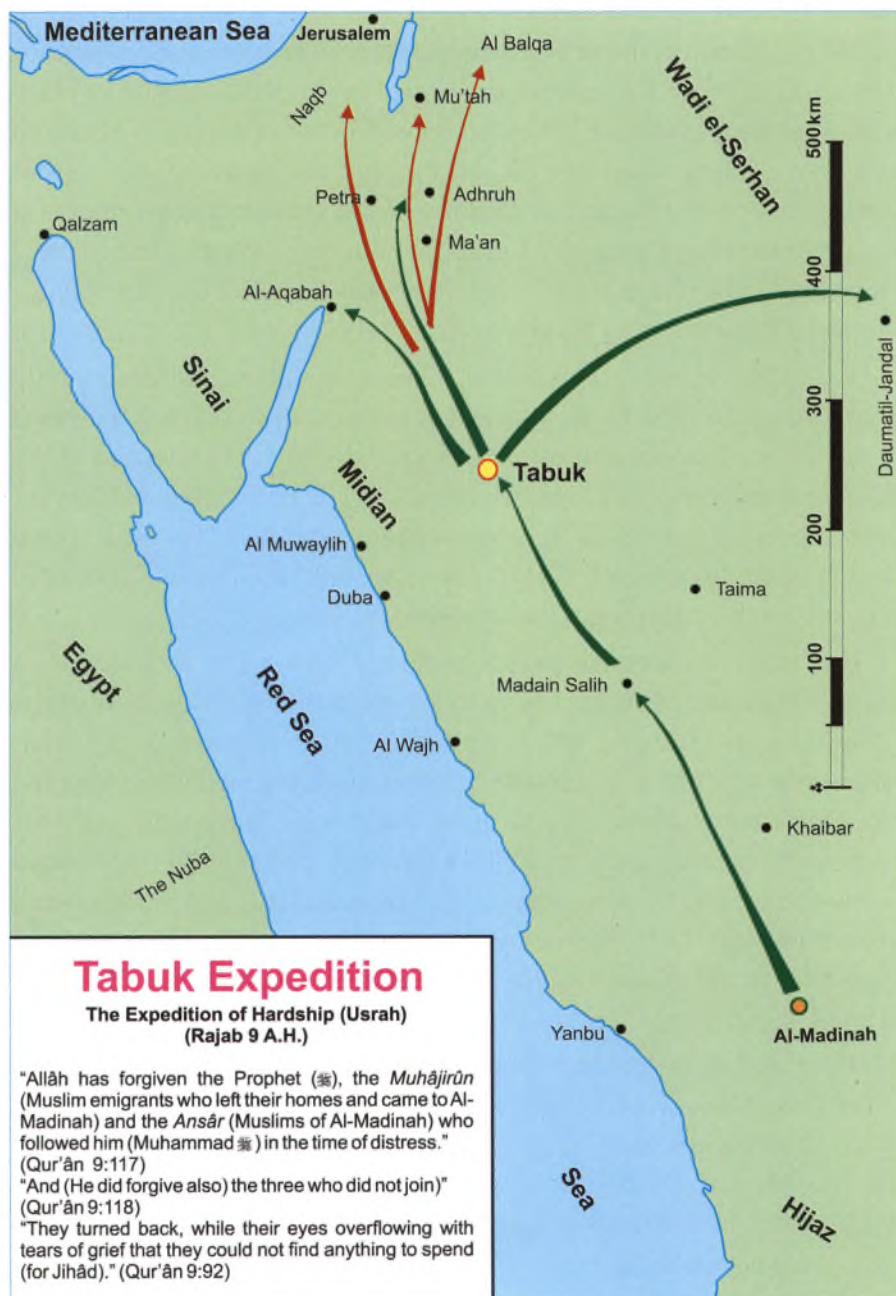 Mediterranean Sea
Jerusalem
Al Balqa
Naqb
Mu'tah
Wadi el-Serhan
500 km
Petra
Adhruh
Qalzam
Ma'an
400
Al-Aqabah
Sinai
Daumatil-Jandal
300
Tabuk
Midian
200
Al Muwaylih
Duba
Taima
Egypt
Red Sea
100
Madain Salih
Al Wajh
Khaibar
The Nuba
Yanbu
Al-Madinah
Sea
Hijaz
Tabuk Expedition
The Expedition of Hardship (Usrah)
(Rajab 9 A.H.)
“Allâh has forgiven the Prophet (ﷺ), the Muhâjirûn
(Muslim emigrants who left their homes and came to Al-
Madinah) and the Ansâr (Muslims of Al-Madinah) who
followed him (Muhammad ﷺ) in the time of distress.”
(Qur’ân 9:117)
“And (He did forgive also) the three who did not join)”
(Qur’ân 9:118)
“They turned back, while their eyes overflowing with
tears of grief that they could not find anything to spend
(for Jihâd).” (Qur’ân 9:92)